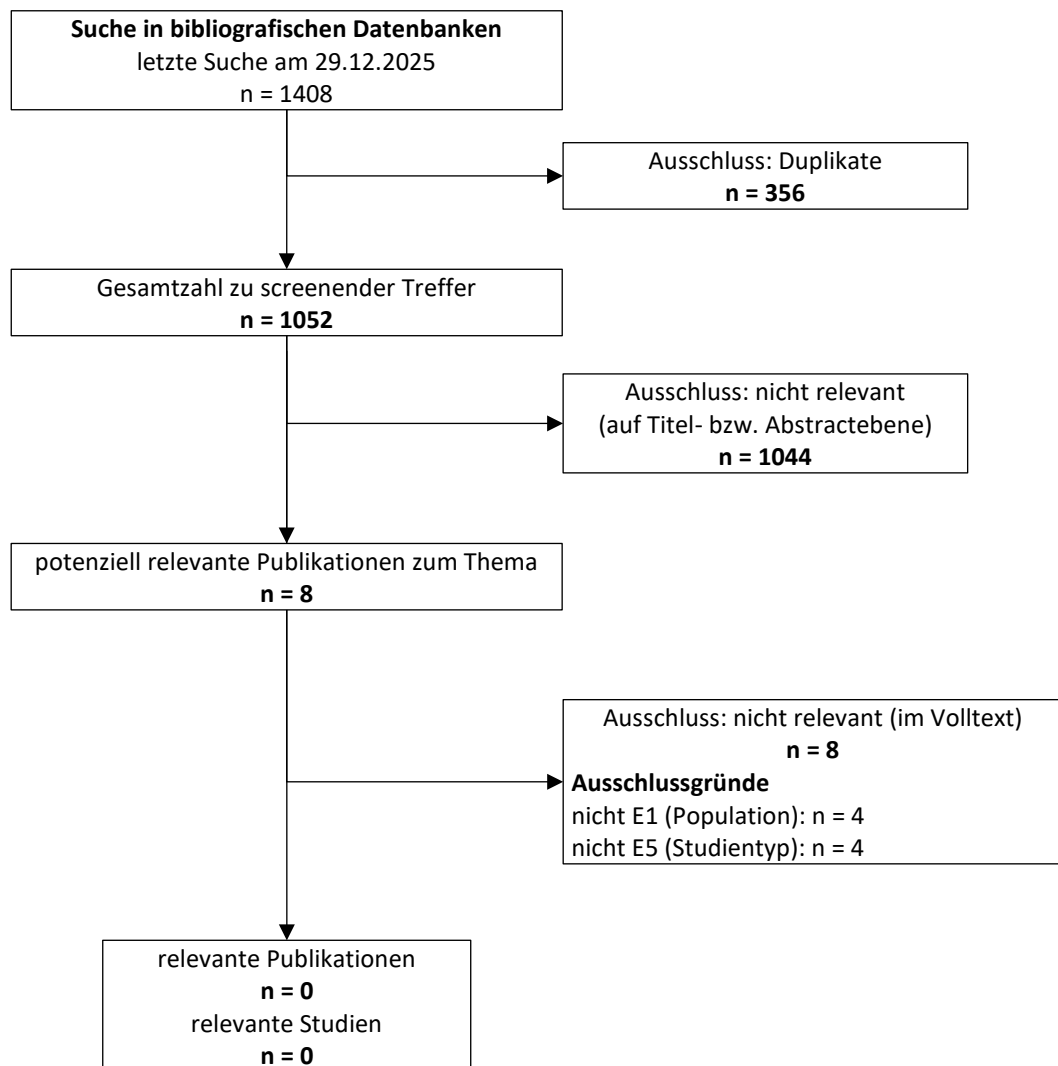 Suche in bibliografischen Datenbanken
letzte Suche am 29.12.2025
n = 1408
Ausschluss: Duplikate
n = 356
Gesamtzahl zu screenender Treffer
n = 1052
Ausschluss: nicht relevant
(auf Titel- bzw. Abstractebene)
n = 1044
potenziell relevante Publikationen zum Thema
n = 8
Ausschluss: nicht relevant (im Volltext)
n = 8
Ausschlussgründe
nicht E1 (Population): n = 4
nicht E5 (Studientyp): n = 4
relevante Publikationen
n = 0
relevante Studien
n = 0